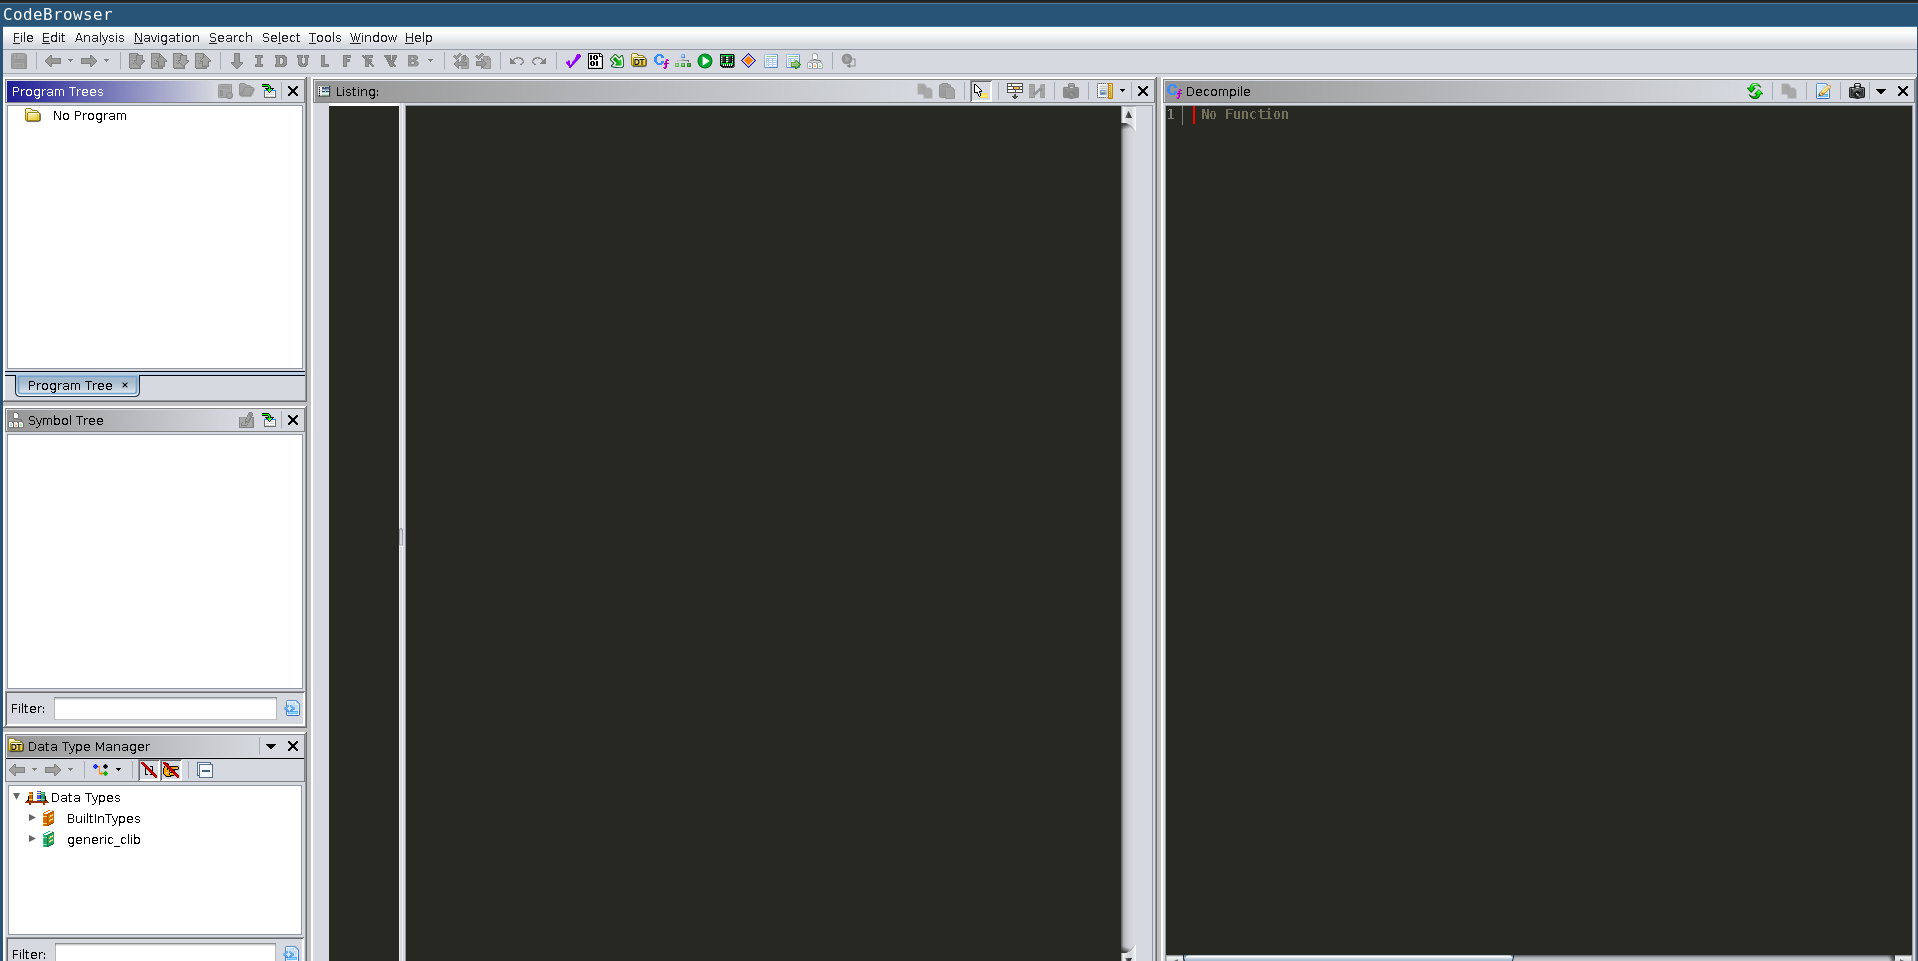 CodeBrowser
File Edit Analysis Navigation Search Select Tools Window Help
I D U L F B
Program Trees
No Program
Program Tree ×
Symbol Tree
Filter:
Data Type Manager
Data Types
BuiltInTypes
generic_clib
Filter:
Listing:
Decompile
1 No Function